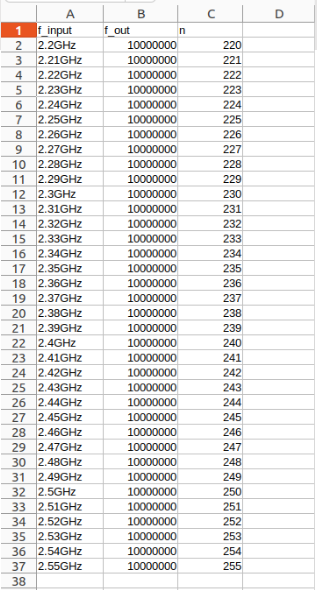 A B C D
1 f_input f_out n
2 2.2GHz 10000000 220
3 2.21GHz 10000000 221
4 2.22GHz 10000000 222
5 2.23GHz 10000000 223
6 2.24GHz 10000000 224
7 2.25GHz 10000000 225
8 2.26GHz 10000000 226
9 2.27GHz 10000000 227
10 2.28GHz 10000000 228
11 2.29GHz 10000000 229
12 2.3GHz 10000000 230
13 2.31GHz 10000000 231
14 2.32GHz 10000000 232
15 2.33GHz 10000000 233
16 2.34GHz 10000000 234
17 2.35GHz 10000000 235
18 2.36GHz 10000000 236
19 2.37GHz 10000000 237
20 2.38GHz 10000000 238
21 2.39GHz 10000000 239
22 2.4GHz 10000000 240
23 2.41GHz 10000000 241
24 2.42GHz 10000000 242
25 2.43GHz 10000000 243
26 2.44GHz 10000000 244
27 2.45GHz 10000000 245
28 2.46GHz 10000000 246
29 2.47GHz 10000000 247
30 2.48GHz 10000000 248
31 2.49GHz 10000000 249
32 2.5GHz 10000000 250
33 2.51GHz 10000000 251
34 2.52GHz 10000000 252
35 2.53GHz 10000000 253
36 2.54GHz 10000000 254
37 2.55GHz 10000000 255
38